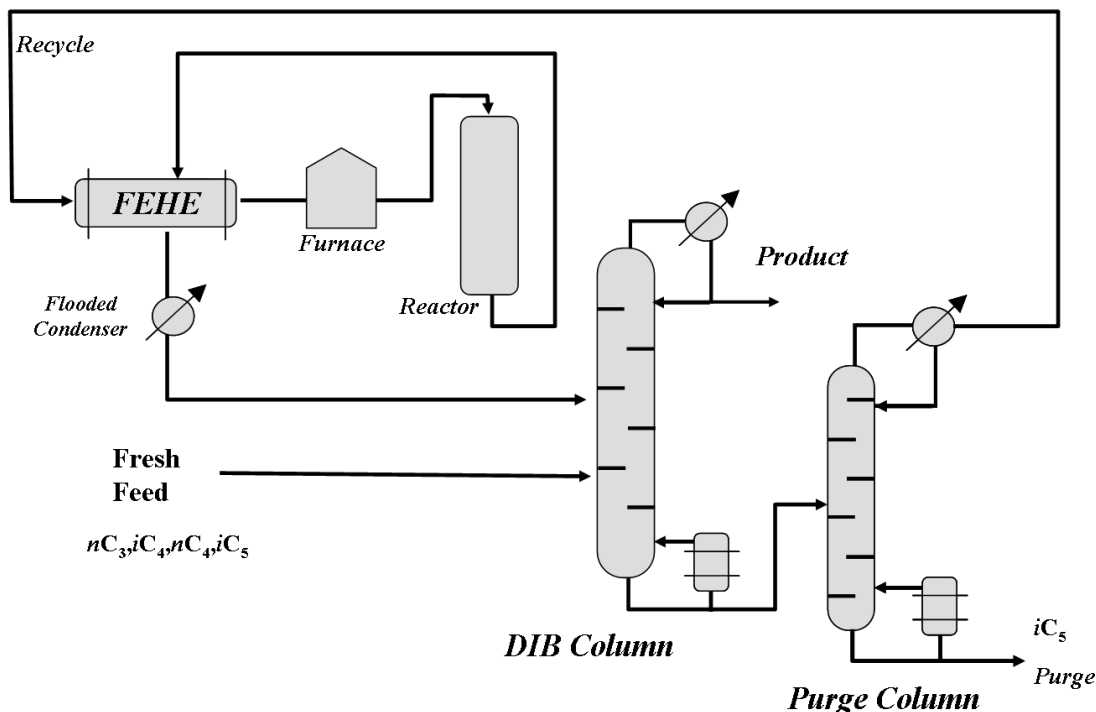 Recycle
FEHE
Furnace
Reactor
Flooded
Condenser
Product
Fresh
Feed
nC₃,iC₄,nC₄,iC₅
DIB Column
iC₅
Purge
Purge Column